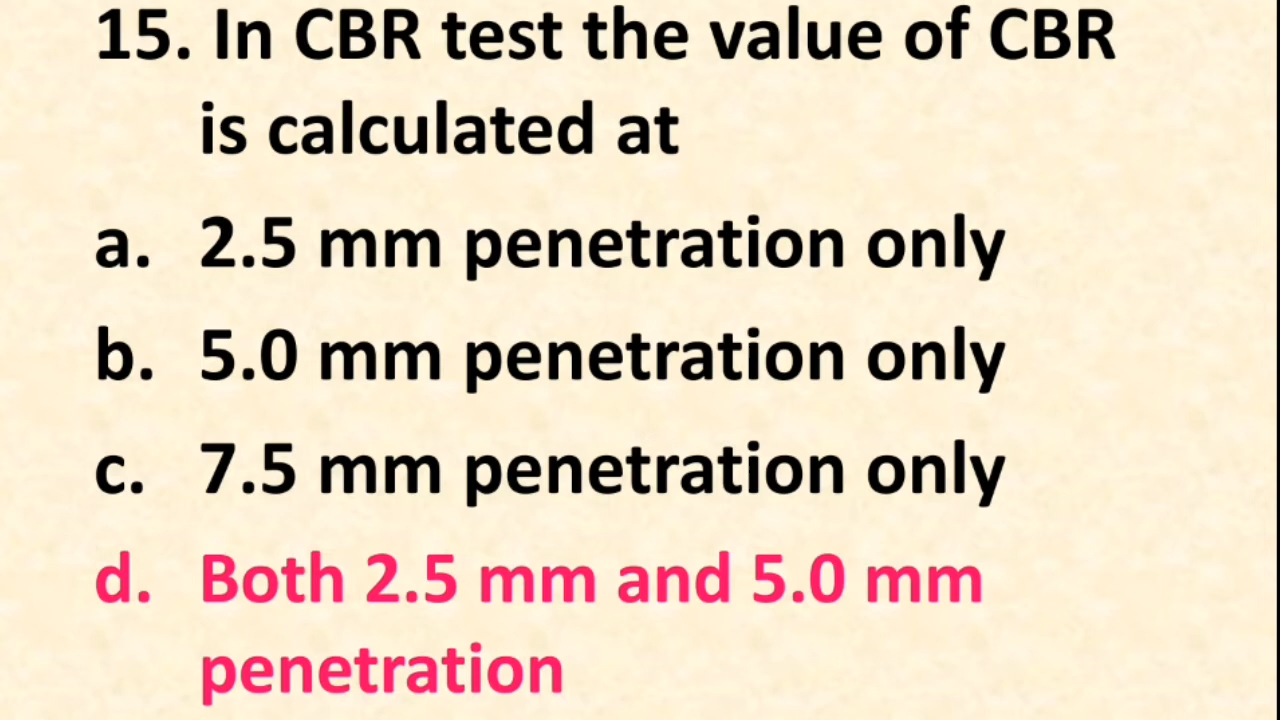 15. In CBR test the value of CBR
is calculated at
a. 2.5 mm penetration only
b. 5.0 mm penetration only
c. 7.5 mm penetration only
d. Both 2.5 mm and 5.0 mm
penetration